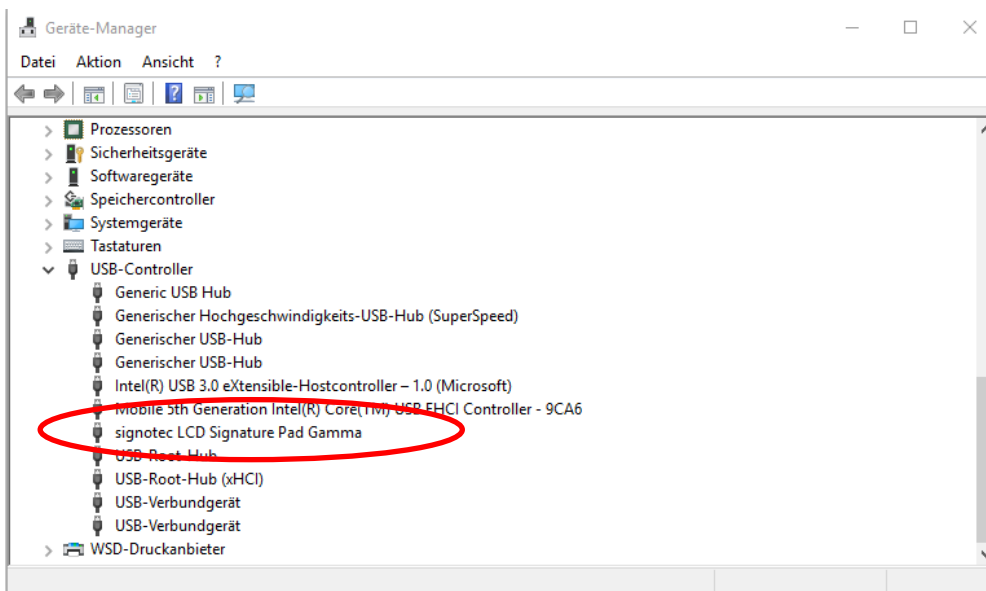 Geräte-Manager
Datei Aktion Ansicht ?
Prozessoren
Sicherheitsgeräte
Softwaregeräte
Speichercontroller
Systemgeräte
Tastaturen
USB-Controller
Generic USB Hub
Generischer Hochgeschwindigkeits-USB-Hub (SuperSpeed)
Generischer USB-Hub
Generischer USB-Hub
Intel(R) USB 3.0 eXtensible-Hostcontroller – 1.0 (Microsoft)
Mobile 5th Generation Intel(R) Core(TM) USB EHCI Controller - 9CA6
signotec LCD Signature Pad Gamma
USB-Root-Hub
USB-Root-Hub (xHCI)
USB-Verbundgerät
USB-Verbundgerät
WSD-Druckanbieter